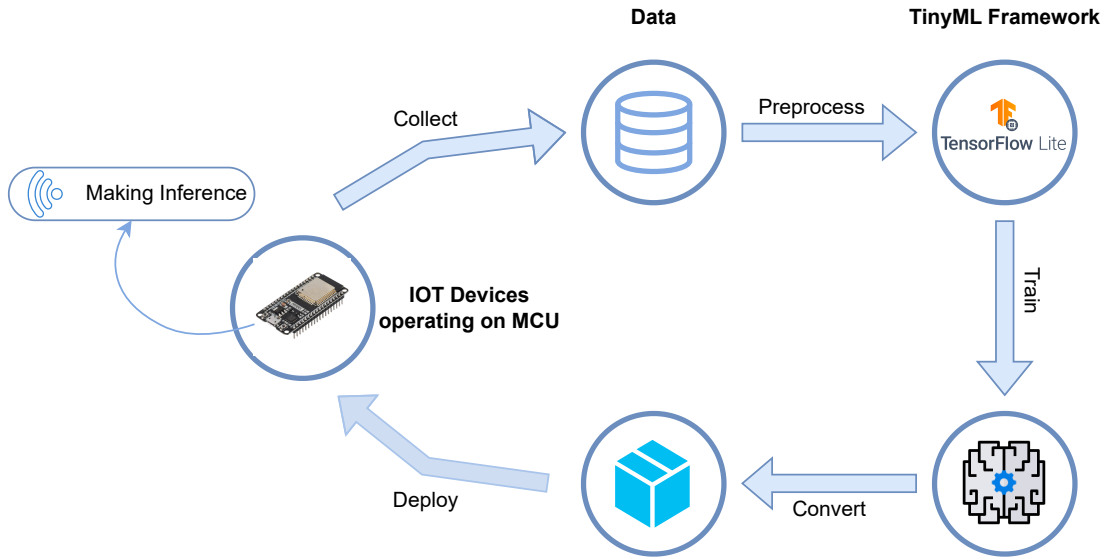 Data
TinyML Framework
Collect
Preprocess
TensorFlow Lite
Making Inference
IOT Devices
operating on MCU
Train
Deploy
Convert